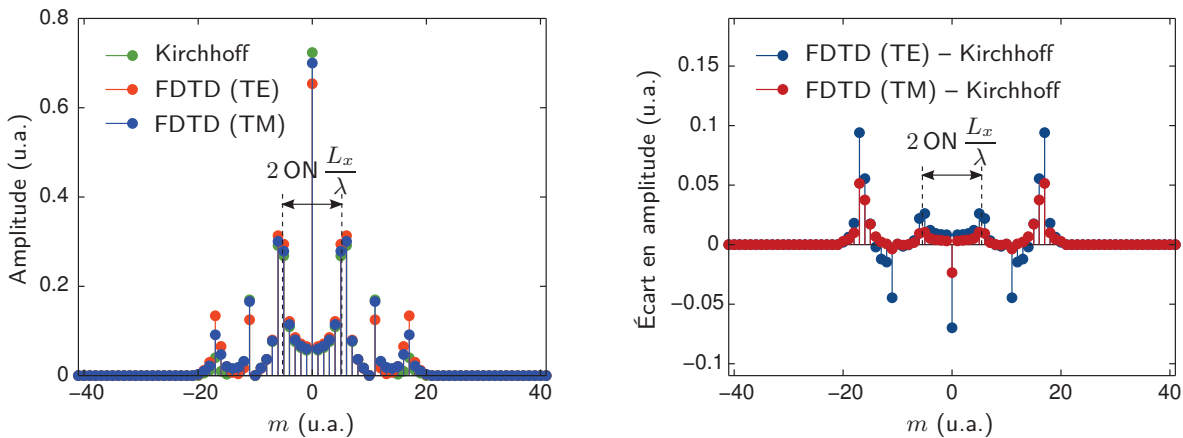 0.8
0.6
0.4
0.2
0
Amplitude (u.a.)
Kirchhoff
FDTD (TE)
FDTD (TM)
2 ON L_x/λ
−40 −20 0 20 40
m (u.a.)
0.15
0.1
0.05
0
−0.05
−0.1
Écart en amplitude (u.a.)
FDTD (TE) – Kirchhoff
FDTD (TM) – Kirchhoff
2 ON L_x/λ
−40 −20 0 20 40
m (u.a.)